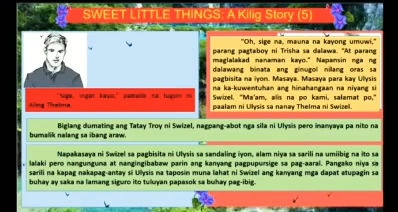 SWEET LITTLE THINGS: A Kilig Story (5)
"Sige, ingat kayo," pabalik na tugon ni
Aling Thelma.
"Oh, sige na, mauna na kayong umuwi,"
parang pagtaboy ni Trisha sa dalawa. "At parang
maglalakad nanaman kayo." Napansin nga ng
dalawang binata ang ginugol nilang oras sa
pagbisita na iyon. Masaya. Masaya para kay Ulysis
na ka-kuwentuhan ang hinahangaan na niyang si
Swizel. "Ma'am, alis na po kami, salamat po,"
paalam ni Ulysis sa nanay Thelma ni Swizel.
Biglang dumating ang Tatay Troy ni Swizel, nagpang-abot nga sila ni Ulysis pero inanyaya pa nito na
bumalik nalang sa ibang araw.
Napakasaya ni Swizel sa pagbisita ni Ulysis sa sandaling iyon, alam niya sa sarili na umiibig na ito sa
lalaki pero nangunguna at nangingibabaw parin ang kanyang pagpupursige sa pag-aaral. Pangako niya sa
sarili na kapag nakapag-antay si Ulysis na taposin muna lahat ni Swizel ang kanyang mga dapat atupagin sa
buhay ay saka na lamang siguro ito tuluyan papasok sa buhay pag-ibig.